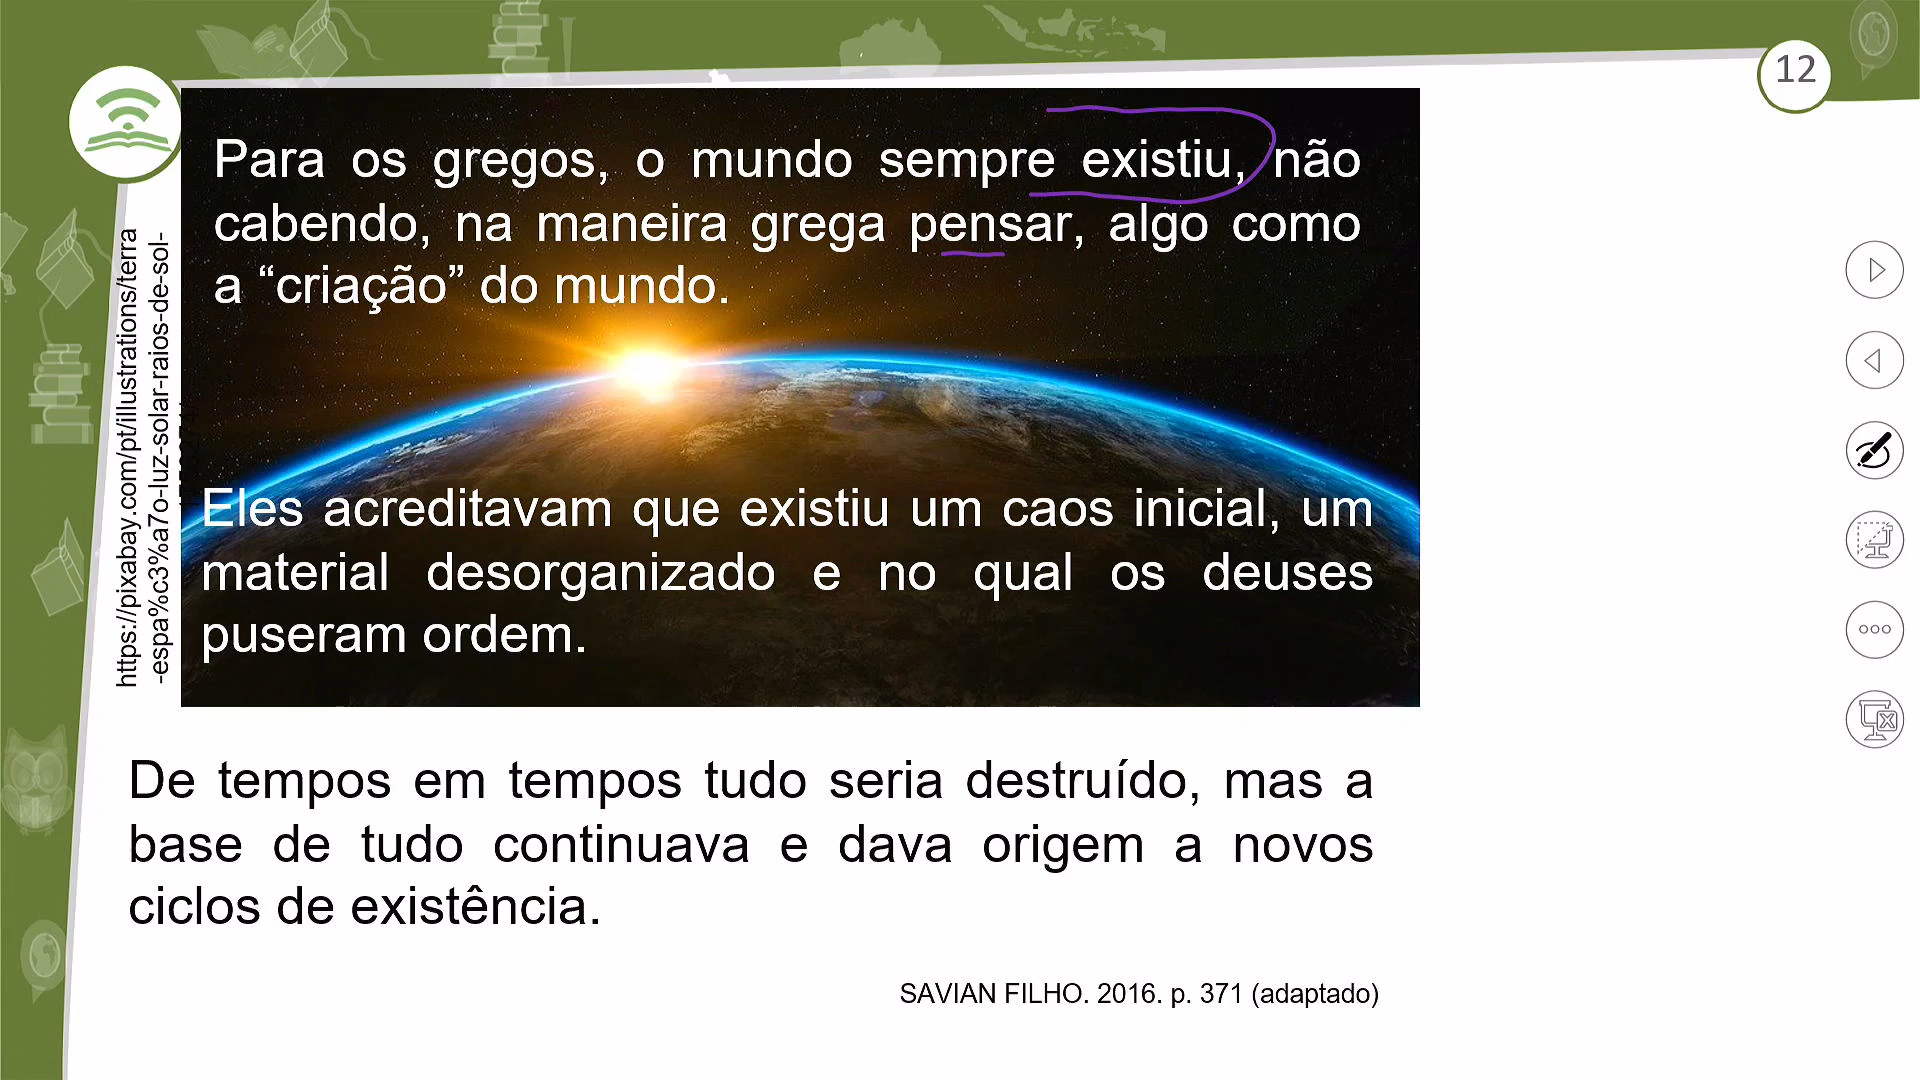 12
Para os gregos, o mundo sempre existiu, não
cabendo, na maneira grega pensar, algo como
a “criação” do mundo.
https://pixabay.com/pt/illustrations/terra
-espa%c3%a7o-luz-solar-raios-de-sol-
Eles acreditavam que existiu um caos inicial, um
material desorganizado e no qual os deuses
puseram ordem.
De tempos em tempos tudo seria destruído, mas a
base de tudo continuava e dava origem a novos
ciclos de existência.
SAVIAN FILHO. 2016. p. 371 (adaptado)